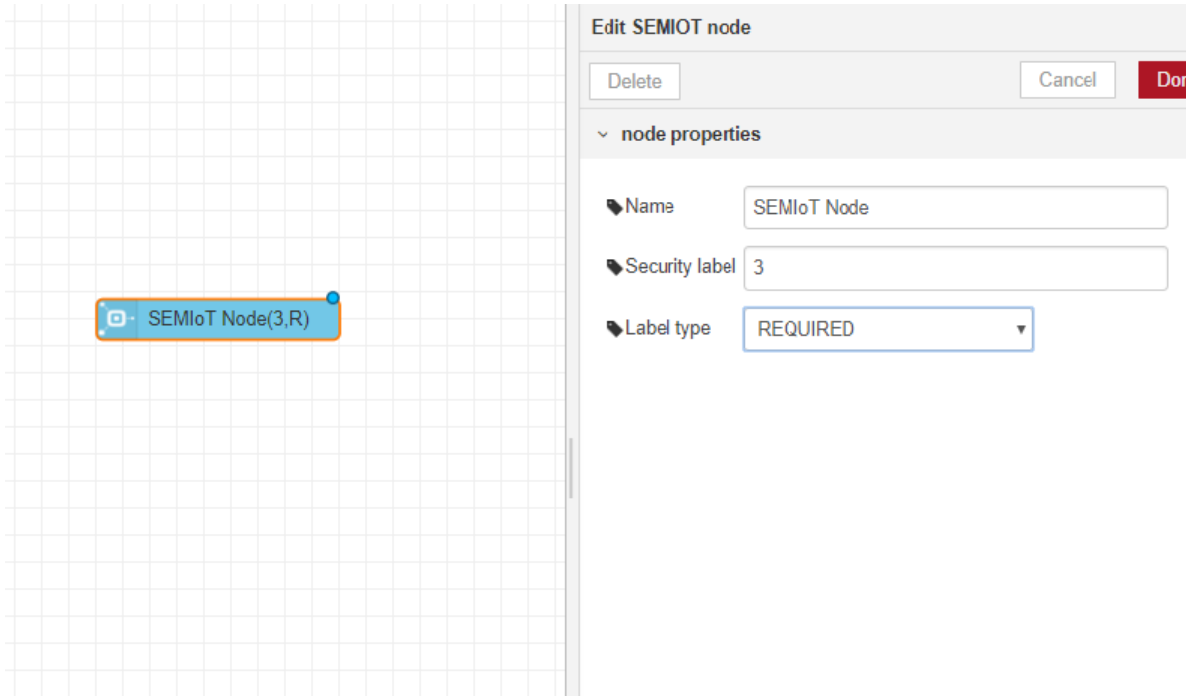 Edit SEMIOT node
Delete
Cancel
node properties
Name
SEMIoT Node
Security label
3
Label type
REQUIRED
SEMIoT Node(3,R)